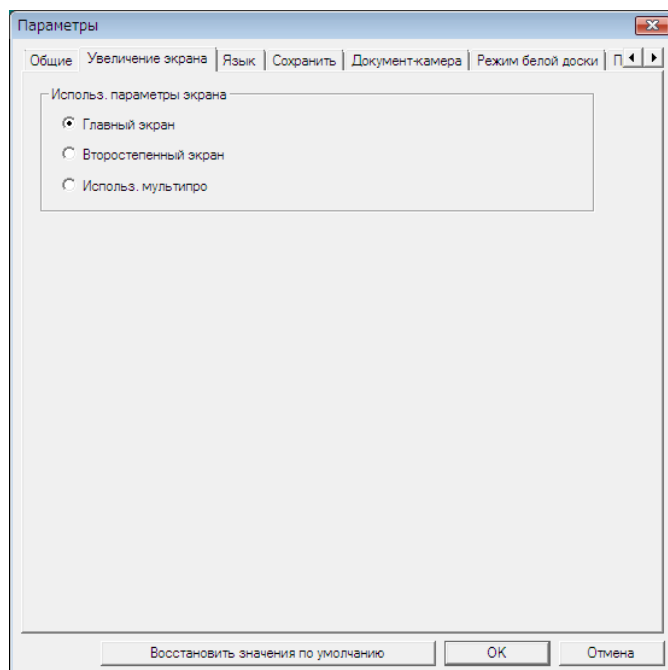 Параметры
Общие Увеличение экрана Язык Сохранить Документ-камера Режим белой доски П
Использ. параметры экрана
Главный экран
Второстепенный экран
Использ. мультипро
Восстановить значения по умолчанию OK Отмена